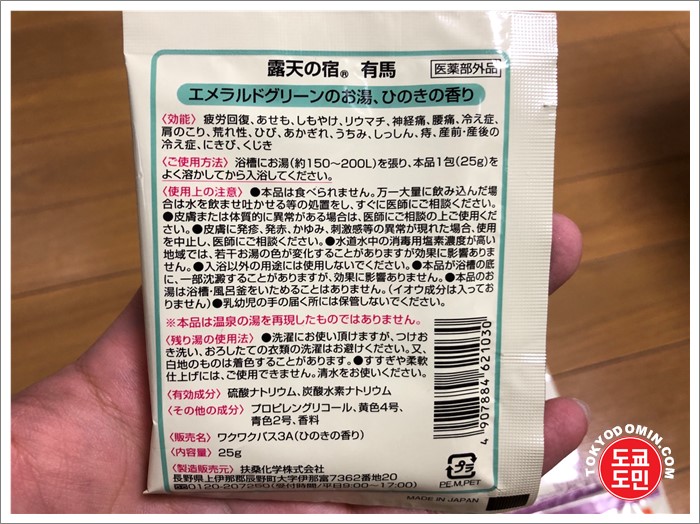 露天の宿® 有馬
医薬部外品
エメラルドグリーンのお湯、ひのきの香り
〈効能〉疲労回復、あせも、しもやけ、リウマチ、神経痛、腰痛、冷え症、
肩のこり、荒れ性、ひび、あかぎれ、うちみ、しっしん、痔、産前・産後の
冷え症、にきび、くじき
〈ご使用方法〉浴槽にお湯(約150〜200L)を張り、本品1包(25g)を
よく溶かしてから入浴してください。
〈使用上の注意〉●本品は食べられません。万一大量に飲み込んだ場
合は水を飲ませ吐かせる等の処置をし、すぐに医師にご相談ください。
●皮膚または体質的に異常がある場合は、医師にご相談の上ご使用くだ
さい。●皮膚に発疹、発赤、かゆみ、刺激感等の異常が現れた場合、使用
を中止し、医師にご相談ください。●水道水中の消毒用塩素濃度が高い
地域では、若干お湯の色が変化することがありますが効果に影響ありま
せん。●入浴以外の用途には使用しないでください。●本品が浴槽の底
に、一部沈澱することがありますが、効果に影響ありません。●本品のお
湯は浴槽・風呂釜をいためることはありません。(イオウ成分は入って
おりません)●乳幼児の手の届く所には保管しないでください。
※本品は温泉の湯を再現したものではありません。
〈残り湯の使用法〉●洗濯にお使い頂けますが、つけお
き洗い、おろしたての衣類の洗濯はお避けください。又、
白地のものは着色することがあります。●すすぎや柔軟
仕上げには、ご使用できません。清水をお使いください。
〈有効成分〉硫酸ナトリウム、炭酸水素ナトリウム
〈その他の成分〉プロピレングリコール、黄色4号、
青色2号、香料
〈販売名〉ワクワクバス3A(ひのきの香り)
〈内容量〉25g
〈製造販売元〉扶桑化学株式会社
長野県上伊那郡辰野町大字伊那富7362番地20
0120-207250(受付時間/平日9:00〜17:00)
4 907884 621030
プラ
PE.M.PET
MADE IN JAPAN
TOKYODOMIN.COM
도쿄
도민